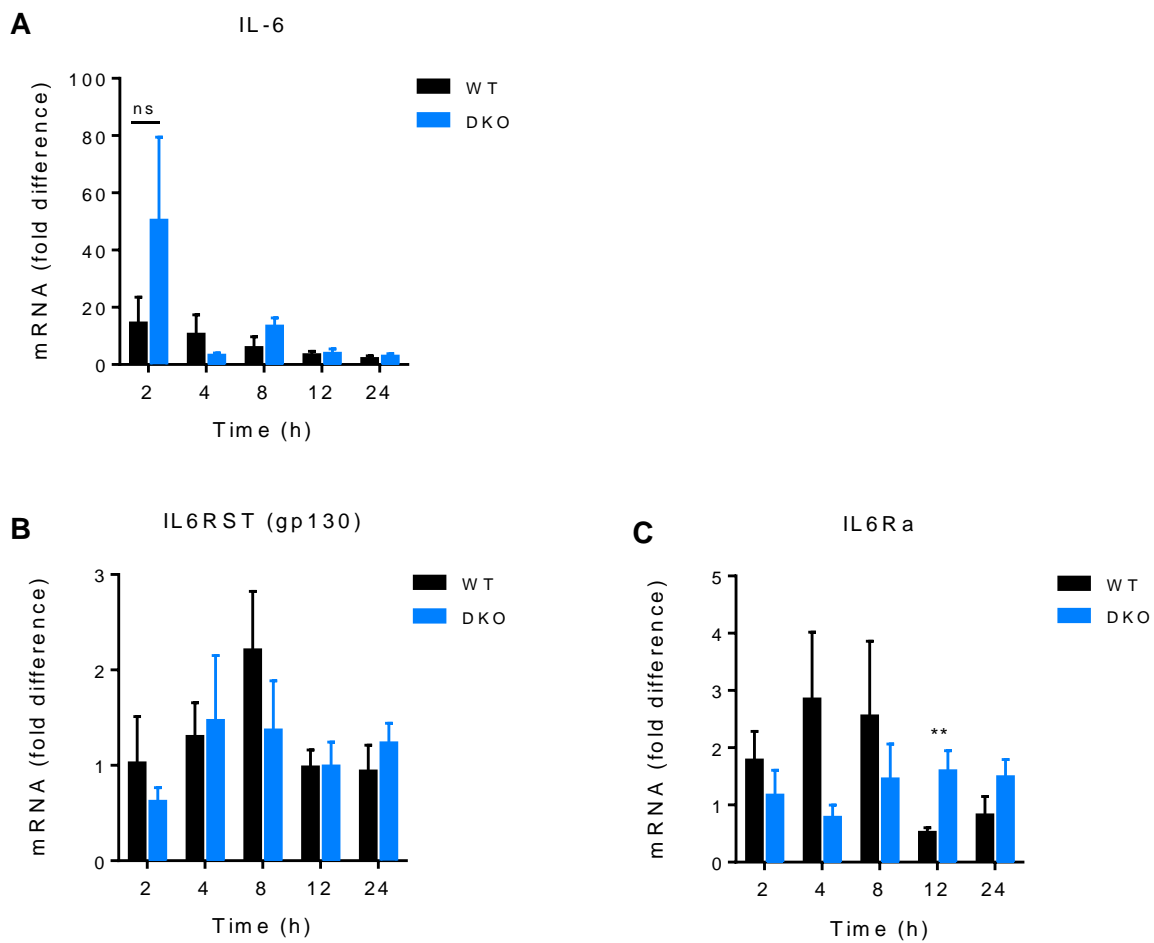 A
IL-6
mRNA (fold difference)
100
80
60
40
20
0
ns
WT
DKO
2 4 8 12 24
Time (h)
B
IL6RST (gp130)
mRNA (fold difference)
3
2
1
0
WT
DKO
2 4 8 12 24
Time (h)
C
IL6Ra
mRNA (fold difference)
5
4
3
2
1
0
**
WT
DKO
2 4 8 12 24
Time (h)